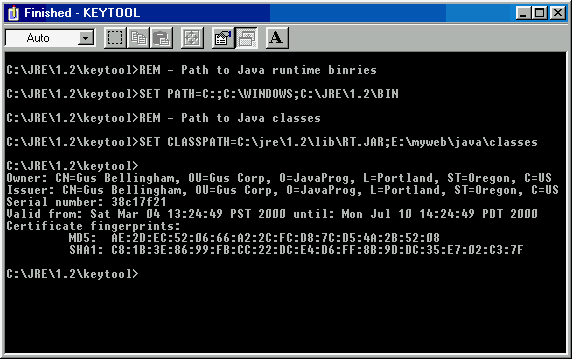 Finished - KEYTOOL
Auto
A
C:\JRE\1.2\keytool>REM - Path to Java runtime binries
C:\JRE\1.2\keytool>SET PATH=C:;C:\WINDOWS;C:\JRE\1.2\BIN
C:\JRE\1.2\keytool>REM - Path to Java classes
C:\JRE\1.2\keytool>SET CLASSPATH=C:\jre\1.2\lib\RT.JAR;E:\myweb\java\classes
C:\JRE\1.2\keytool>
Owner: CN=Gus Bellingham, OU=Gus Corp, O=JavaProg, L=Portland, ST=Oregon, C=US
Issuer: CN=Gus Bellingham, OU=Gus Corp, O=JavaProg, L=Portland, ST=Oregon, C=US
Serial number: 38c17f21
Valid from: Sat Mar 04 13:24:49 PST 2000 until: Mon Jul 10 14:24:49 PDT 2000
Certificate fingerprints:
MD5: AE:2D:EC:52:06:66:A2:2C:FC:D8:7C:D5:4A:2B:52:08
SHA1: C8:1B:3E:86:99:FB:CC:22:DC:E4:D6:FF:8B:9D:DC:35:E7:02:C3:7F
C:\JRE\1.2\keytool>